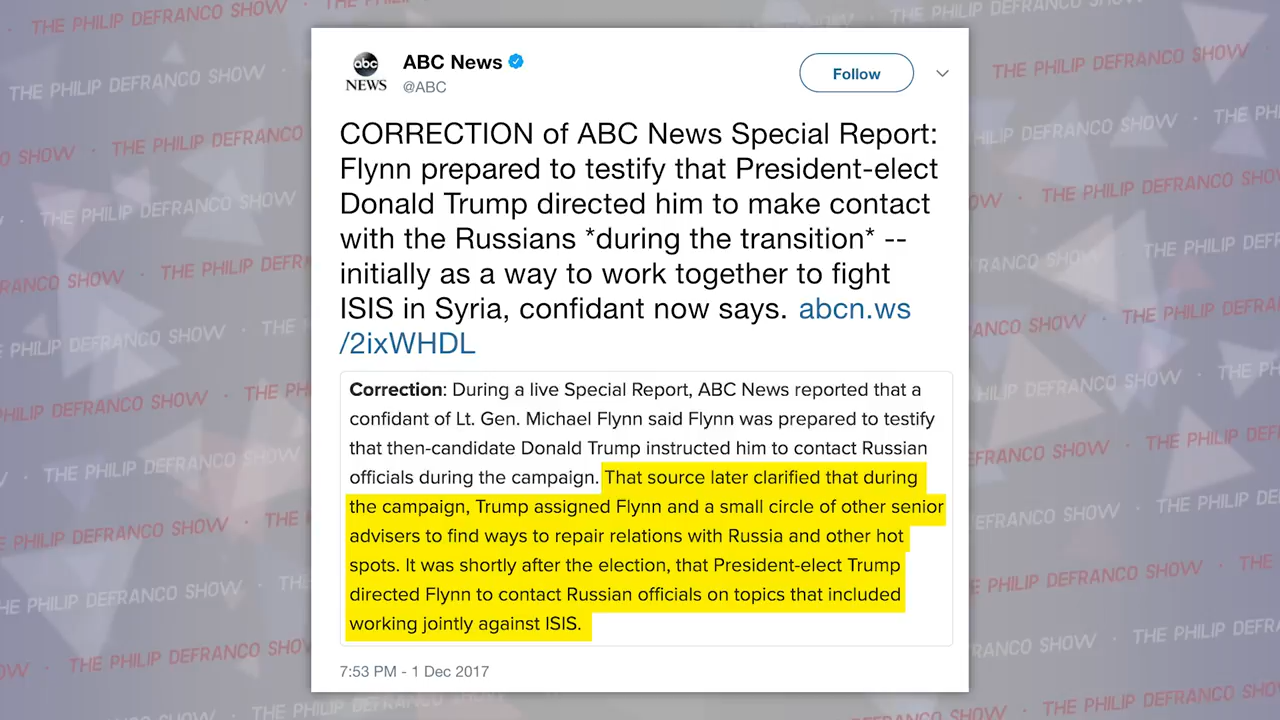 THE PHILIP DEFRANCO SHOW
abc NEWS
ABC News
@ABC
Follow
CORRECTION of ABC News Special Report:
Flynn prepared to testify that President-elect
Donald Trump directed him to make contact
with the Russians *during the transition* --
initially as a way to work together to fight
ISIS in Syria, confidant now says. abcn.ws
/2ixWHDL
Correction: During a live Special Report, ABC News reported that a
confidant of Lt. Gen. Michael Flynn said Flynn was prepared to testify
that then-candidate Donald Trump instructed him to contact Russian
officials during the campaign. That source later clarified that during
the campaign, Trump assigned Flynn and a small circle of other senior
advisers to find ways to repair relations with Russia and other hot
spots. It was shortly after the election, that President-elect Trump
directed Flynn to contact Russian officials on topics that included
working jointly against ISIS.
7:53 PM - 1 Dec 2017